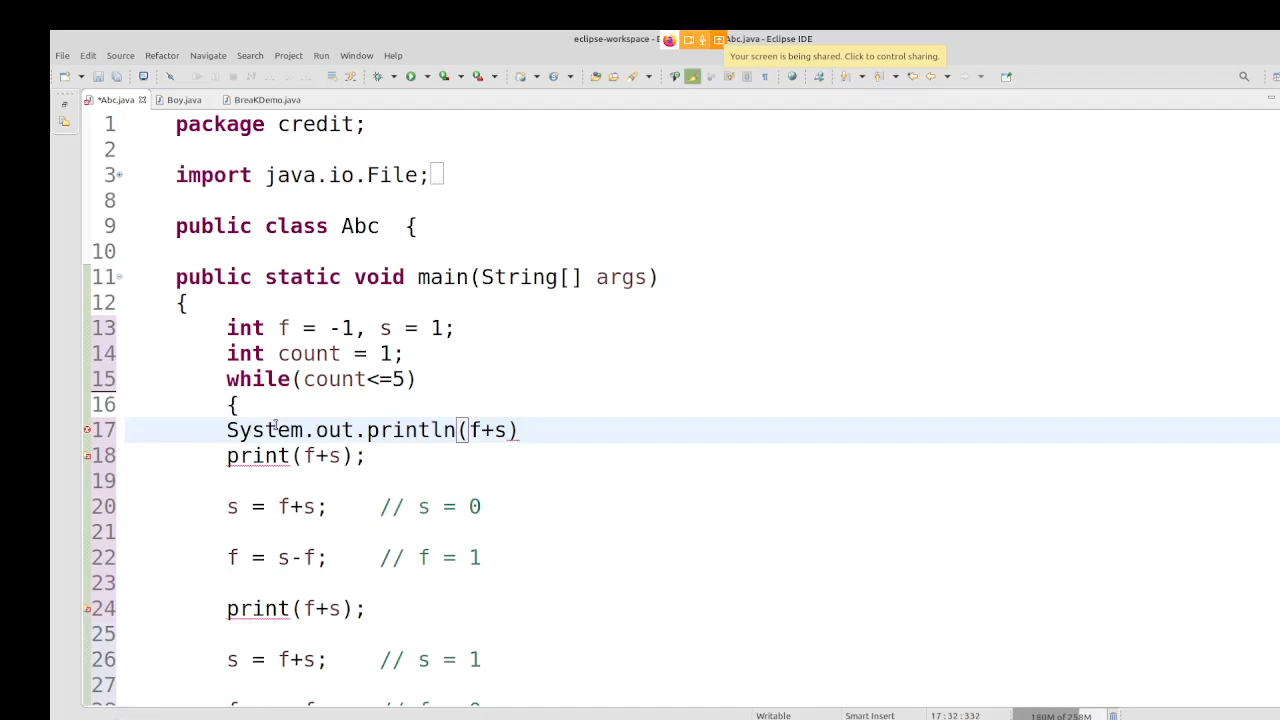 eclipse-workspace - E Abc.java - Eclipse IDE
File Edit Source Refactor Navigate Search Project Run Window Help
Your screen is being shared. Click to control sharing.
*Abc.java Boy.java BreaKDemo.java
1 package credit;
2
3 import java.io.File;
8
9 public class Abc {
10
11 public static void main(String[] args)
12 {
13 int f = -1, s = 1;
14 int count = 1;
15 while(count<=5)
16 {
17 System.out.println(f+s)
18 print(f+s);
19
20 s = f+s; // s = 0
21
22 f = s-f; // f = 1
23
24 print(f+s);
25
26 s = f+s; // s = 1
27
Writable Smart Insert 17 : 32 : 332 180M of 258M